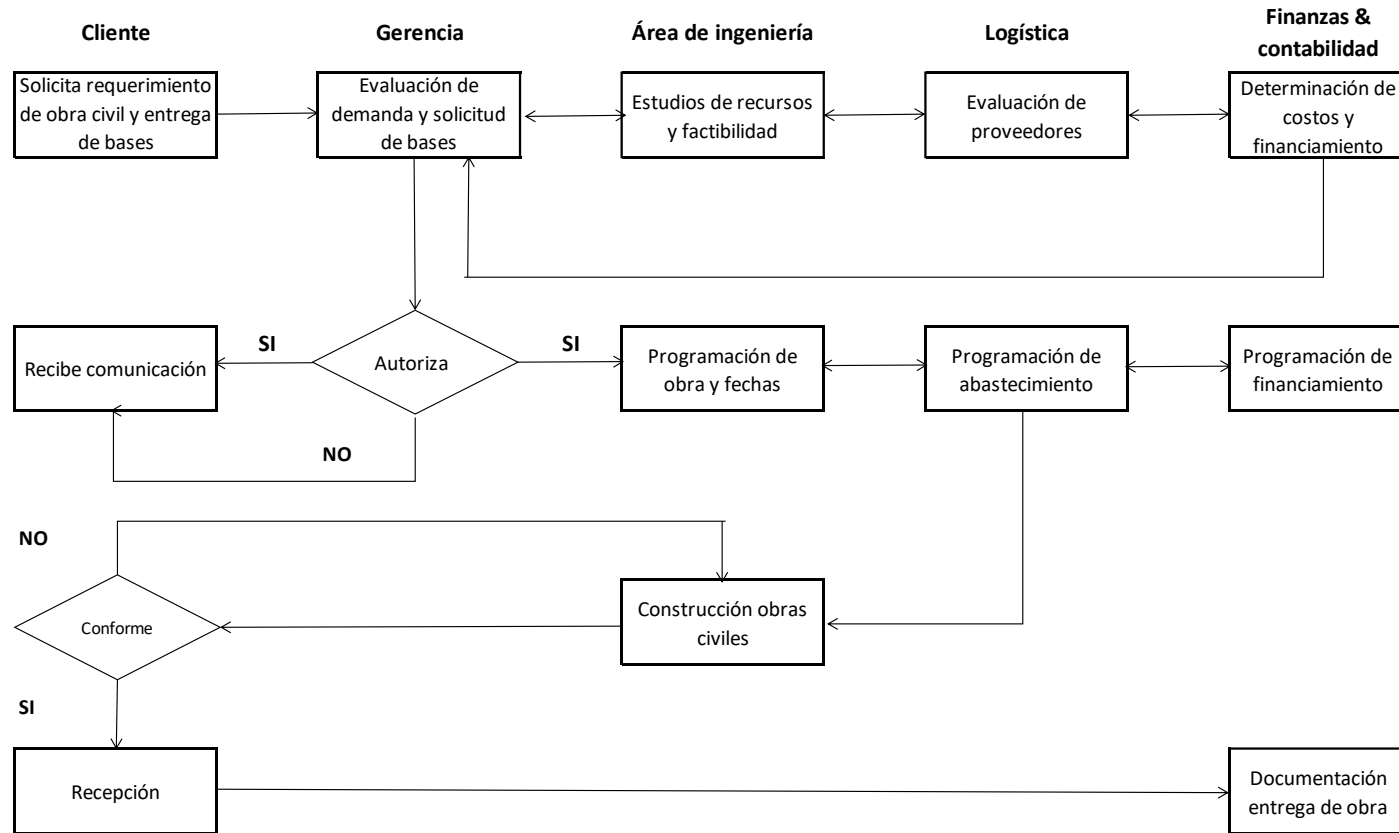 Cliente
Gerencia
Área de ingeniería
Logística
Finanzas &
contabilidad
Solicita requerimiento
de obra civil y entrega
de bases
Evaluación de
demanda y solicitud
de bases
Estudios de recursos
y factibilidad
Evaluación de
proveedores
Determinación de
costos y
financiamiento
Recibe comunicación
SI
Autoriza
SI
Programación de
obra y fechas
Programación de
abastecimiento
Programación de
financiamiento
NO
NO
Conforme
Construcción obras
civiles
SI
Recepción
Documentación
entrega de obra